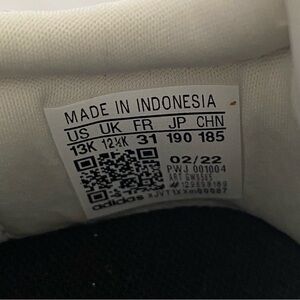 MADE IN INDONESIA
US UK FR JP CHN
13K 12½K 31 190 185
02/22
PWJ 001004
adidas